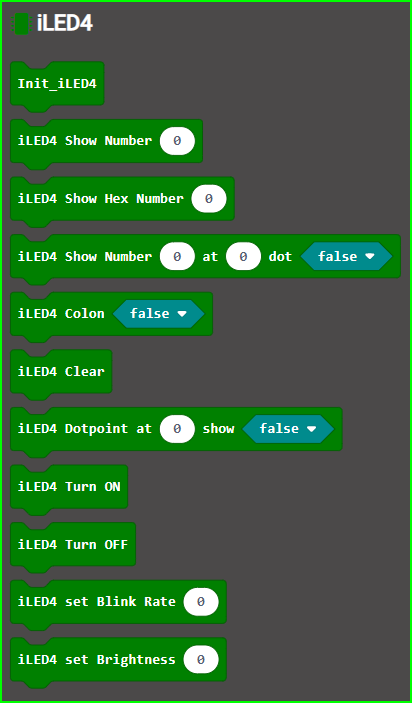 iLED4
Init_iLED4
iLED4 Show Number 0
iLED4 Show Hex Number 0
iLED4 Show Number 0 at 0 dot false
iLED4 Colon false
iLED4 Clear
iLED4 Dotpoint at 0 show false
iLED4 Turn ON
iLED4 Turn OFF
iLED4 set Blink Rate 0
iLED4 set Brightness 0